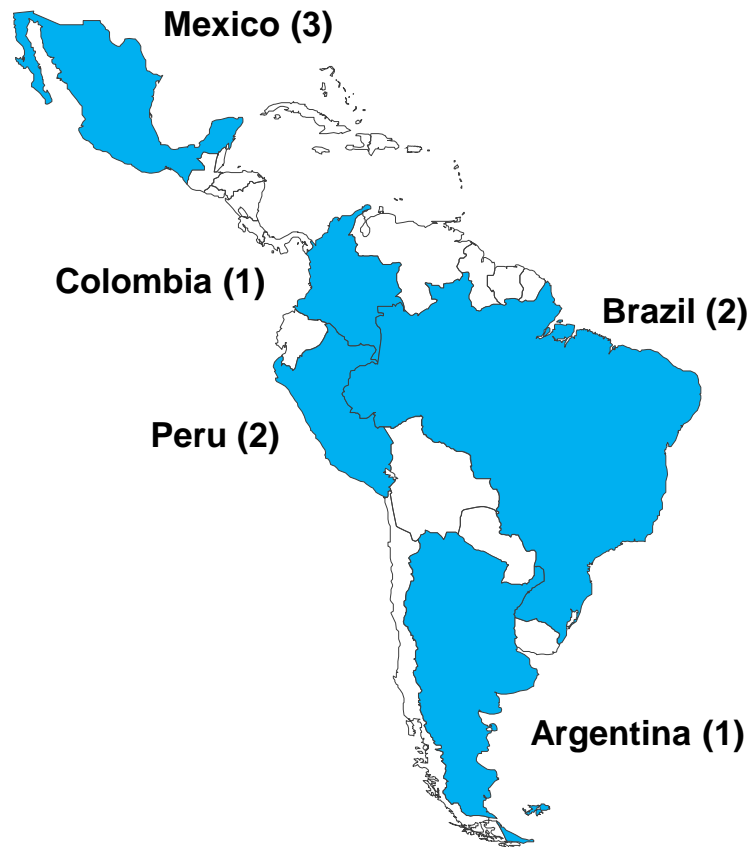 Mexico (3)
Colombia (1)
Brazil (2)
Peru (2)
Argentina (1)